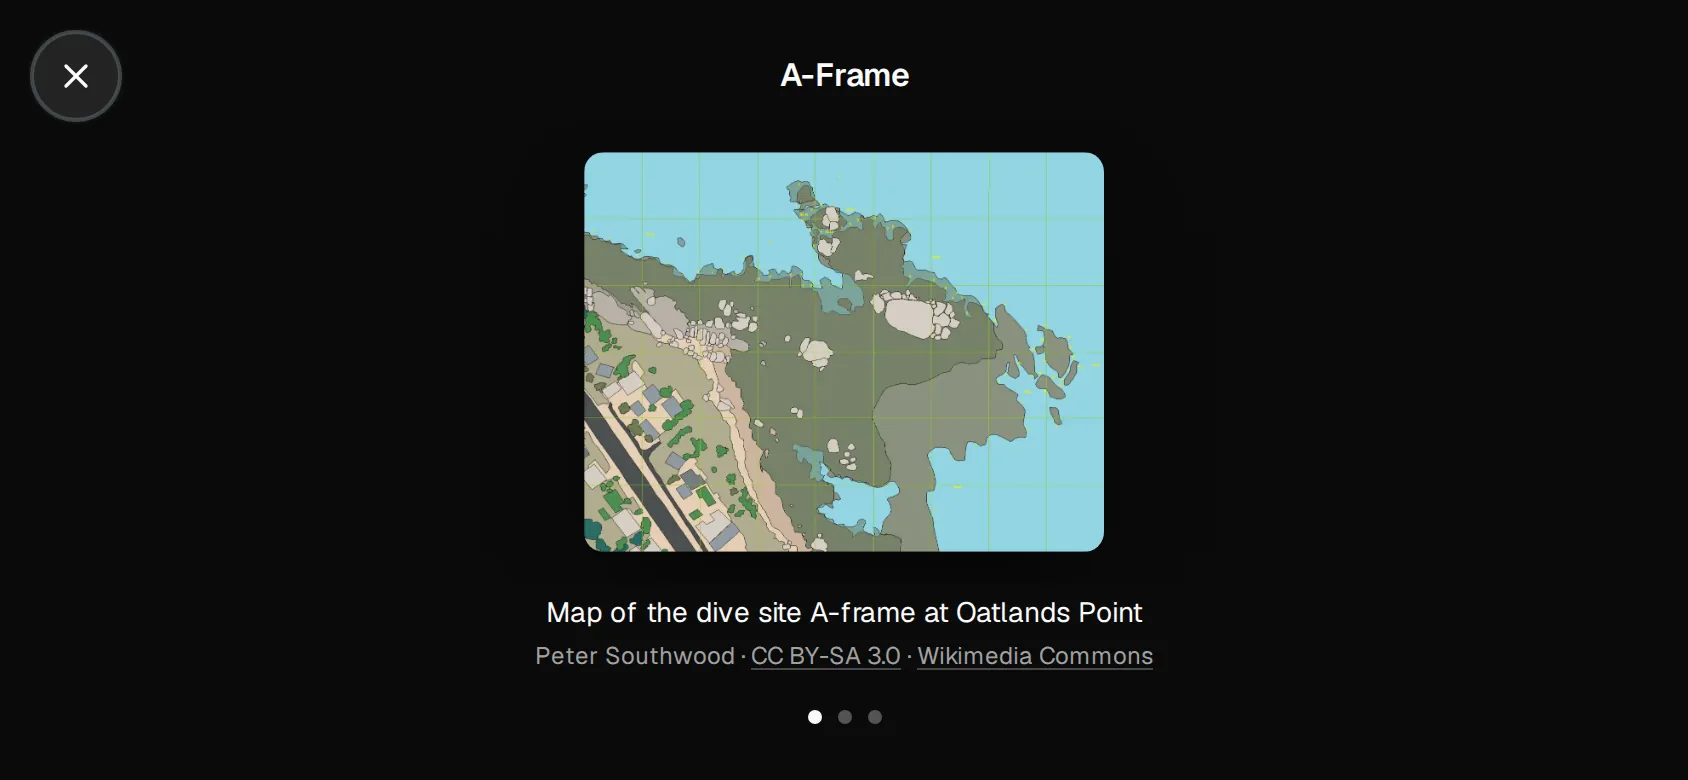 A-Frame
Map of the dive site A-frame at Oatlands Point
Peter Southwood · CC BY-SA 3.0 · Wikimedia Commons